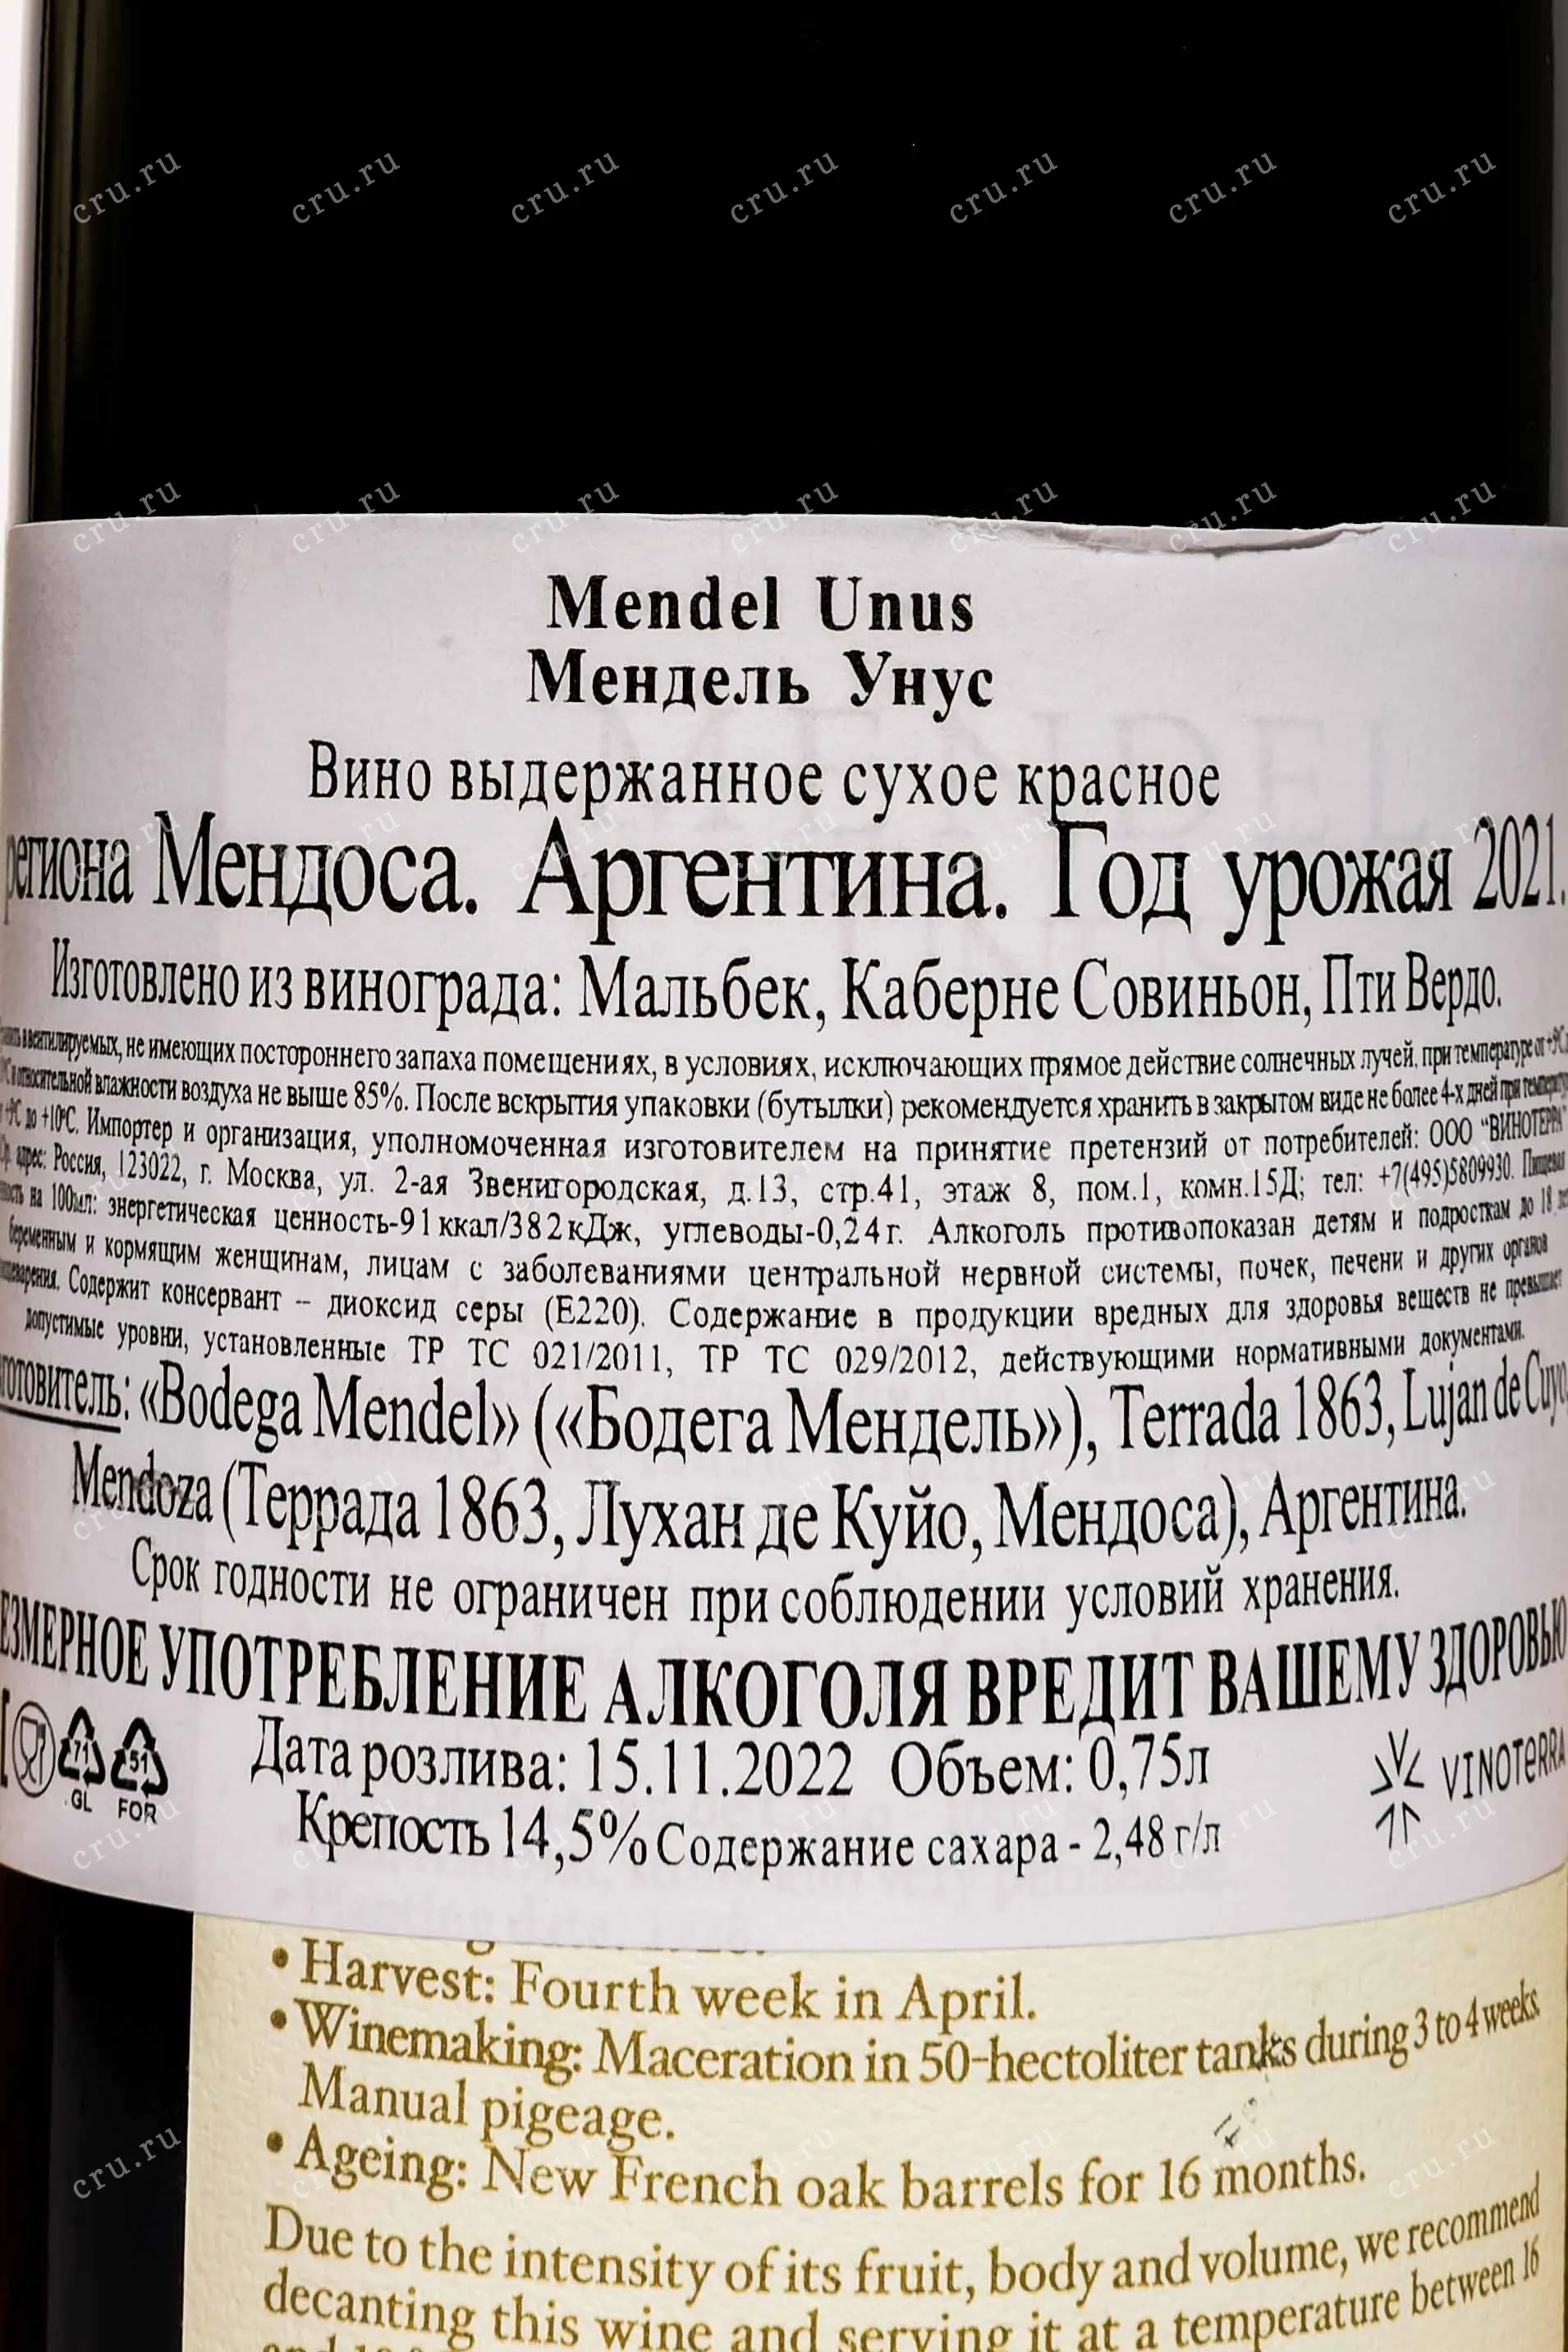 Mendel Unus
Мендель Унус
Вино выдержанное сухое красное
региона Мендоса. Аргентина. Год урожая 2021.
Изготовлено из винограда: Мальбек, Каберне Совиньон, Пти Вердо.
в вентилируемых, не имеющих постороннего запаха помещениях, в условиях, исключающих прямое действие солнечных лучей, при температуре от +5°С
относительной влажности воздуха не выше 85%. После вскрытия упаковки (бутылки) рекомендуется хранить в закрытом виде не более 4-х дней при
до +10°С. Импортер и организация, уполномоченная изготовителем на принятие претензий от потребителей: ООО "ВИНОТЕРРА"
адрес: Россия, 123022, г. Москва, ул. 2-ая Звенигородская, д.13, стр.41, этаж 8, пом.1, комн.15Д; тел: +7(495)5809930. Пищевая
на 100мл: энергетическая ценность-91ккал/382кДж, углеводы-0,24г. Алкоголь противопоказан детям и подросткам до 18
беременным и кормящим женщинам, лицам с заболеваниями центральной нервной системы, почек, печени и других органов
Содержит консервант – диоксид серы (Е220). Содержание в продукции вредных для здоровья веществ не превышает
допустимые уровни, установленные ТР ТС 021/2011, ТР ТС 029/2012, действующими нормативными документами.
готовитель: «Bodega Mendel» («Бодега Мендель»), Terrada 1863, Lujan de Cuyo,
Mendoza (Террада 1863, Лухан де Куйо, Мендоса), Аргентина.
Срок годности не ограничен при соблюдении условий хранения.
ЕЗМЕРНОЕ УПОТРЕБЛЕНИЕ АЛКОГОЛЯ ВРЕДИТ ВАШЕМУ ЗДОРОВЬЮ
71
GL
51
FOR
Дата розлива: 15.11.2022 Объем: 0,75л
Крепость 14,5% Содержание сахара - 2,48 г/л
VINOTERRA
• Harvest: Fourth week in April.
• Winemaking: Maceration in 50-hectoliter tanks during 3 to 4 weeks.
Manual pigeage.
• Ageing: New French oak barrels for 16 months.
Due to the intensity of its fruit, body and volume, we recommend
decanting this wine and serving it at a temperature between 16
cru.ru